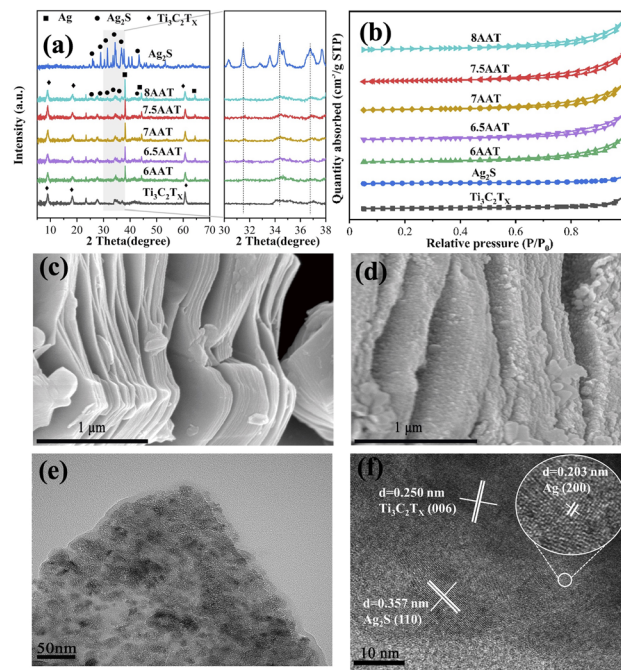 ■ Ag ● Ag₂S ♦ Ti₃C₂Tₓ
(a)
Ag₂S
8AAT
7.5AAT
7AAT
6.5AAT
6AAT
Ti₃C₂Tₓ
Intensity (a.u.)
5 10 20 30 40 50 60 70
2 Theta(degree)
30 32 34 36 38
2 Theta(degree)
(b)
8AAT
7.5AAT
7AAT
6.5AAT
6AAT
Ag₂S
Ti₃C₂Tₓ
Quantity absorbed (cm³/g STP)
0.0 0.2 0.4 0.6 0.8
Relative pressure (P/P₀)
(c)
1 μm
(d)
1 μm
(e)
50nm
(f)
d=0.250 nm
Ti₃C₂Tₓ (006)
d=0.203 nm
Ag (200)
d=0.357 nm
Ag₂S (110)
10 nm